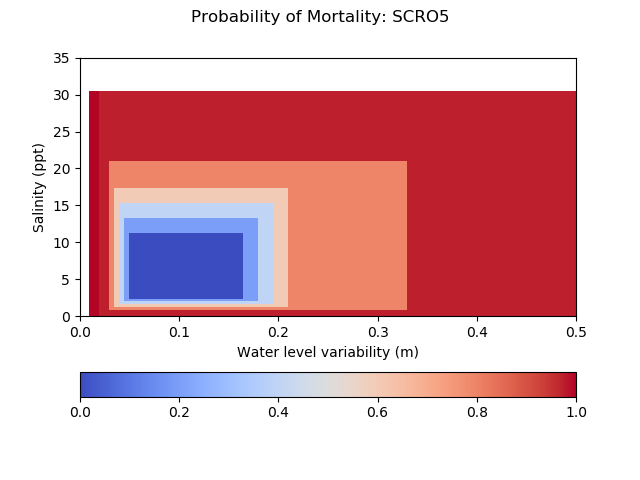 Probability of Mortality: SCRO5
35
30
25
20
15
10
5
0
Salinity (ppt)
0.0 0.1 0.2 0.3 0.4 0.5
Water level variability (m)
0.0 0.2 0.4 0.6 0.8 1.0